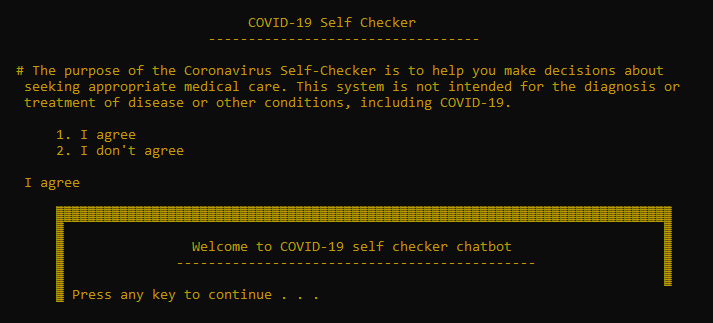 COVID-19 Self Checker
----------------------------------
# The purpose of the Coronavirus Self-Checker is to help you make decisions about
seeking appropriate medical care. This system is not intended for the diagnosis or
treatment of disease or other conditions, including COVID-19.
1. I agree
2. I don't agree
I agree
Welcome to COVID-19 self checker chatbot
---------------------------------------------
Press any key to continue . . .